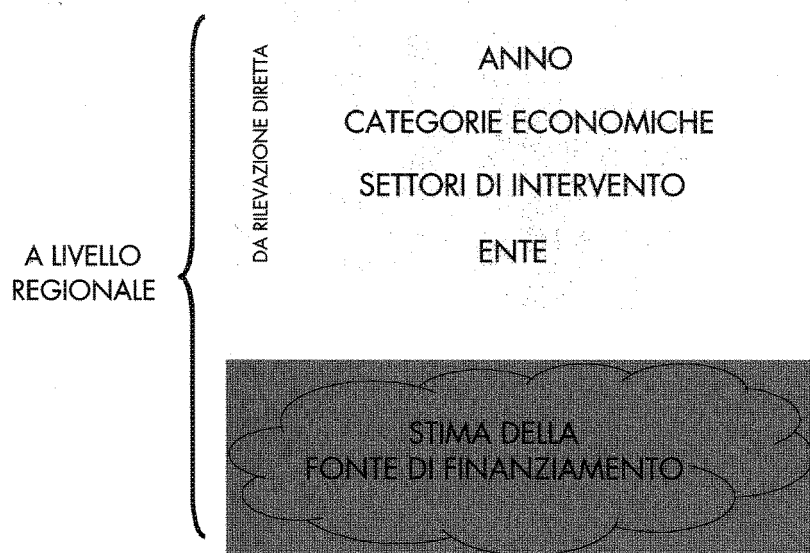 A LIVELLO
REGIONALE
DA RILEVAZIONE DIRETTA
ANNO
CATEGORIE ECONOMICHE
SETTORI DI INTERVENTO
ENTE
STIMA DELLA
FONTE DI FINANZIAMENTO